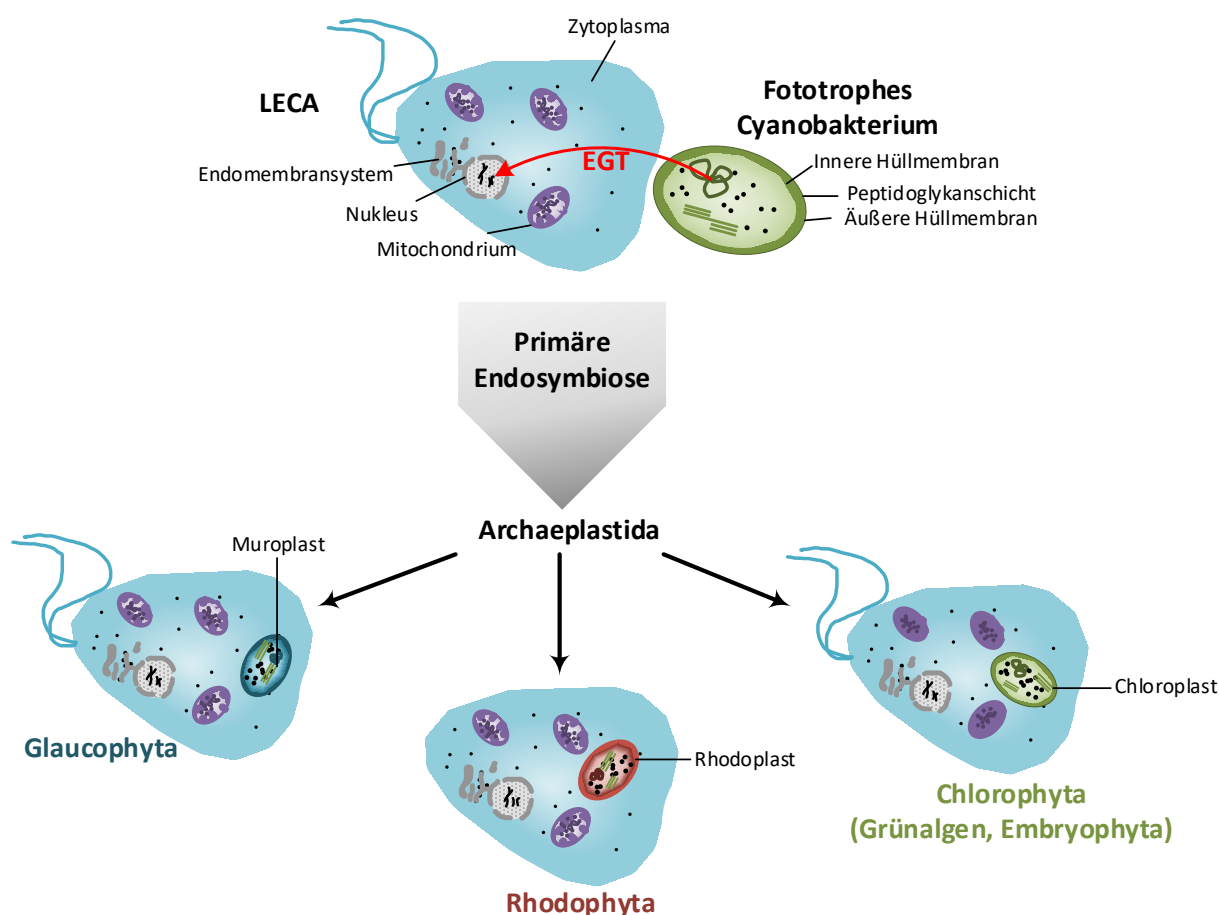 Zytoplasma
LECA
Fototrophes
Cyanobakterium
EGT
Innere Hüllmembran
Endomembransystem
Peptidoglykanschicht
Nukleus
Äußere Hüllmembran
Mitochondrium
Primäre
Endosymbiose
Archaeplastida
Muroplast
Chloroplast
Glaucophyta
Rhodoplast
Chlorophyta
(Grünalgen, Embryophyta)
Rhodophyta